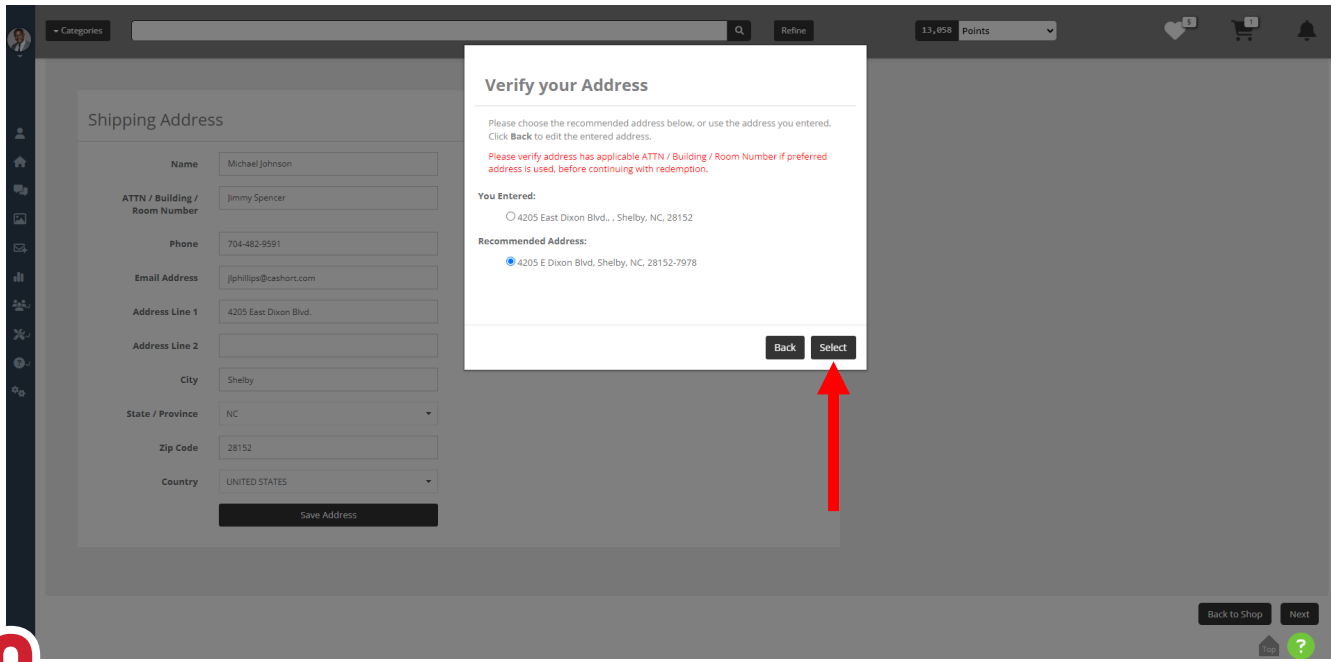 Categories
Refine
13,058 Points
5
1
Verify your Address
Please choose the recommended address below, or use the address you entered.
Click Back to edit the entered address.
Please verify address has applicable ATTN / Building / Room Number if preferred
address is used, before continuing with redemption.
You Entered:
4205 East Dixon Blvd., , Shelby, NC, 28152
Recommended Address:
4205 E Dixon Blvd, Shelby, NC, 28152-7978
Back Select
Shipping Address
Name Michael Johnson
ATTN / Building /
Room Number
Jimmy Spencer
Phone 704-482-9591
Email Address jlphillips@cashort.com
Address Line 1 4205 East Dixon Blvd.
Address Line 2
City Shelby
State / Province NC
Zip Code 28152
Country UNITED STATES
Save Address
Back to Shop Next
Top ?